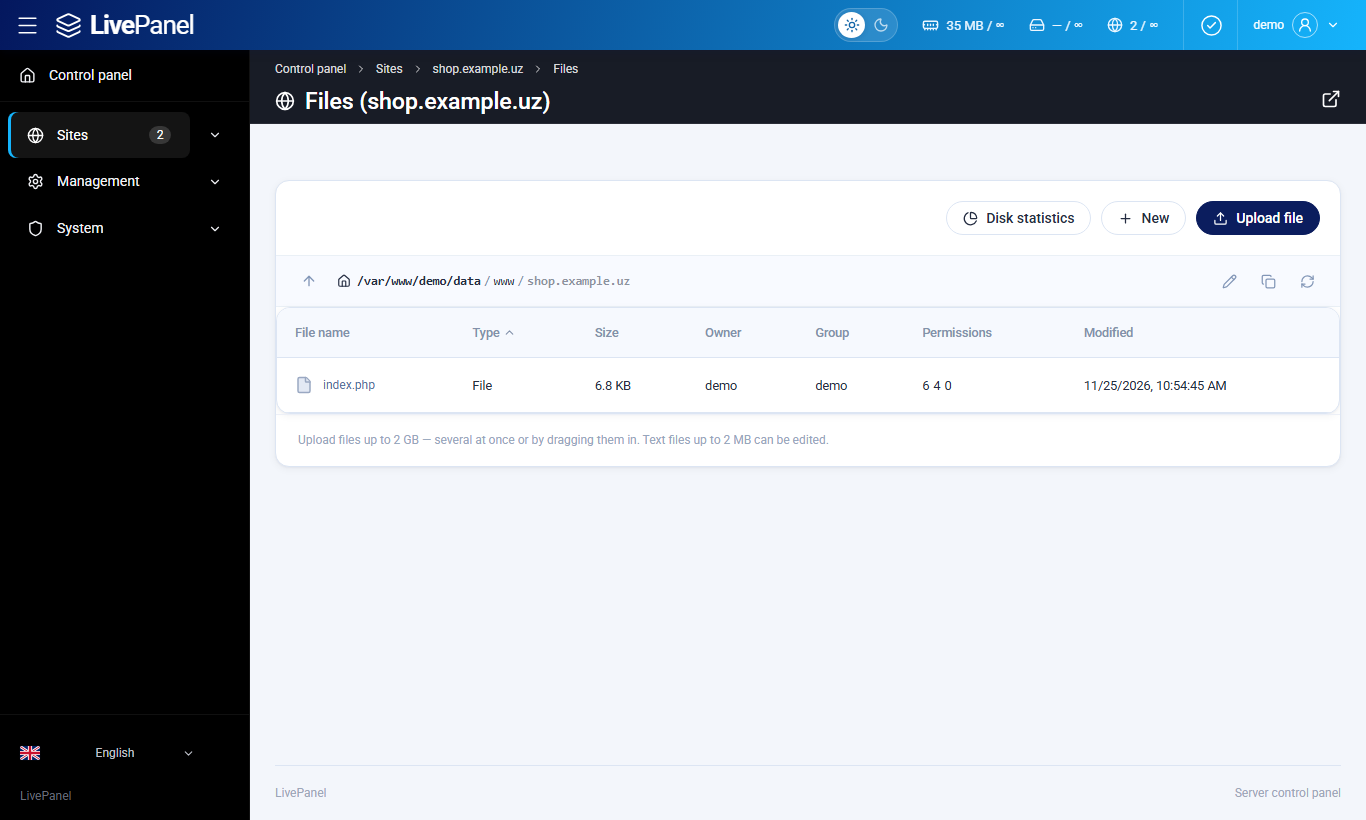 LivePanel
35 MB / ∞
— / ∞
2 / ∞
demo
Control panel
Sites
2
Management
System
English
LivePanel
Control panel > Sites > shop.example.uz > Files
Files (shop.example.uz)
Disk statistics
New
Upload file
/var/www/demo/data / www / shop.example.uz
File name Type Size Owner Group Permissions Modified
index.php File 6.8 KB demo demo 6 4 0 11/25/2026, 10:54:45 AM
Upload files up to 2 GB — several at once or by dragging them in. Text files up to 2 MB can be edited.
LivePanel
Server control panel